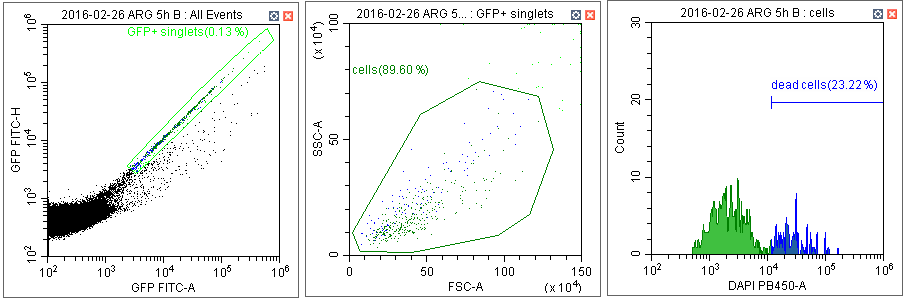 2016-02-26 ARG 5h B : All Events
GFP+ singlets(0.13 %)
GFP FITC-H
10^6
10^5
10^4
10^3
10^2
10^2 10^3 10^4 10^5 10^6
GFP FITC-A
2016-02-26 ARG 5... : GFP+ singlets
(x 10^4)
cells(89.60 %)
SSC-A
100
50
0
0 50 100 150
FSC-A (x 10^4)
2016-02-26 ARG 5h B : cells
dead cells(23.22 %)
Count
30
20
10
0
10^2 10^3 10^4 10^5 10^6
DAPI PB450-A